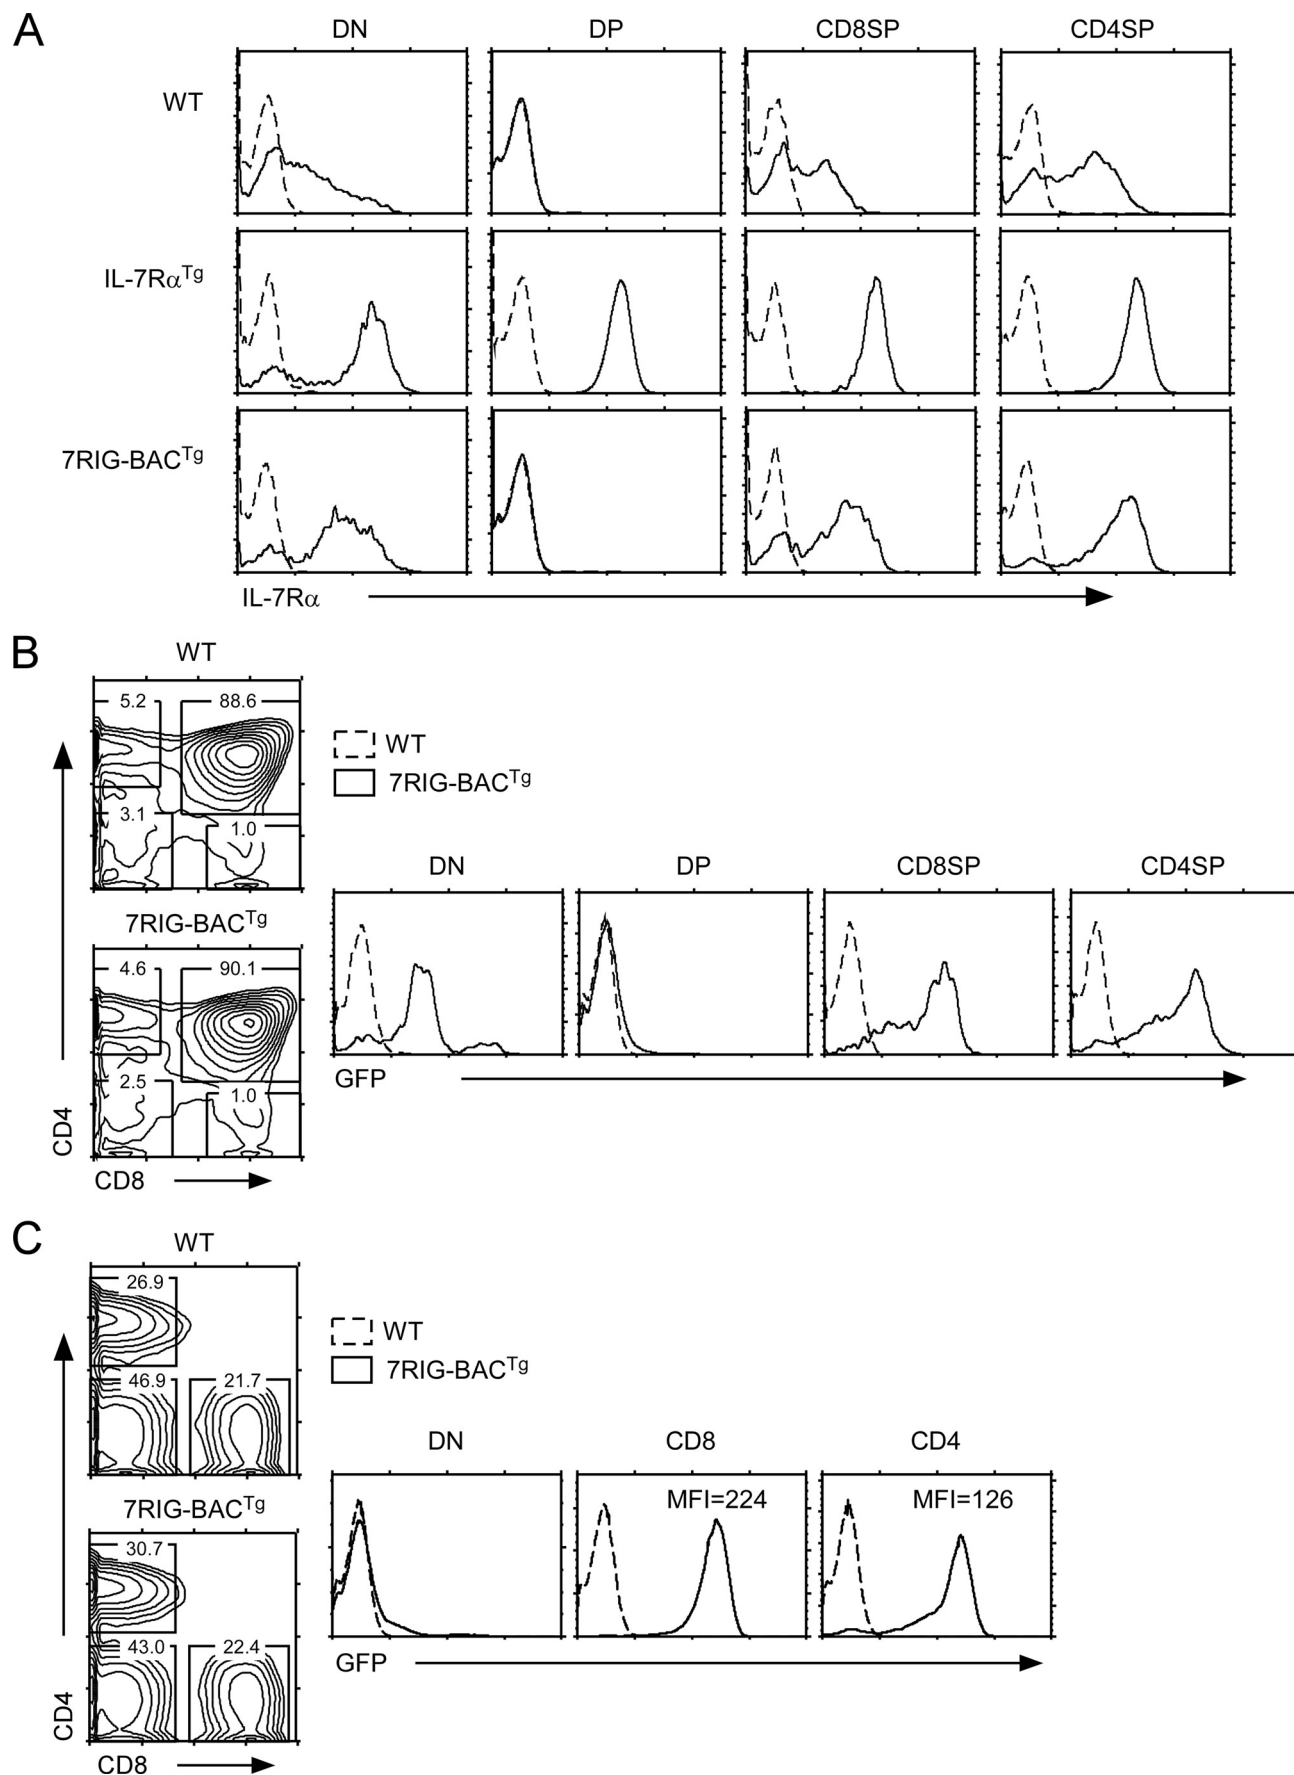 A
DN DP CD8SP CD4SP
WT
IL-7RαTg
7RIG-BACTg
IL-7Rα
B
WT
5.2 88.6
3.1 1.0
WT
7RIG-BACTg
7RIG-BACTg
4.6 90.1
2.5 1.0
CD4
CD8
DN DP CD8SP CD4SP
GFP
C
WT
26.9
46.9 21.7
WT
7RIG-BACTg
7RIG-BACTg
30.7
43.0 22.4
CD4
CD8
DN CD8 CD4
MFI=224 MFI=126
GFP